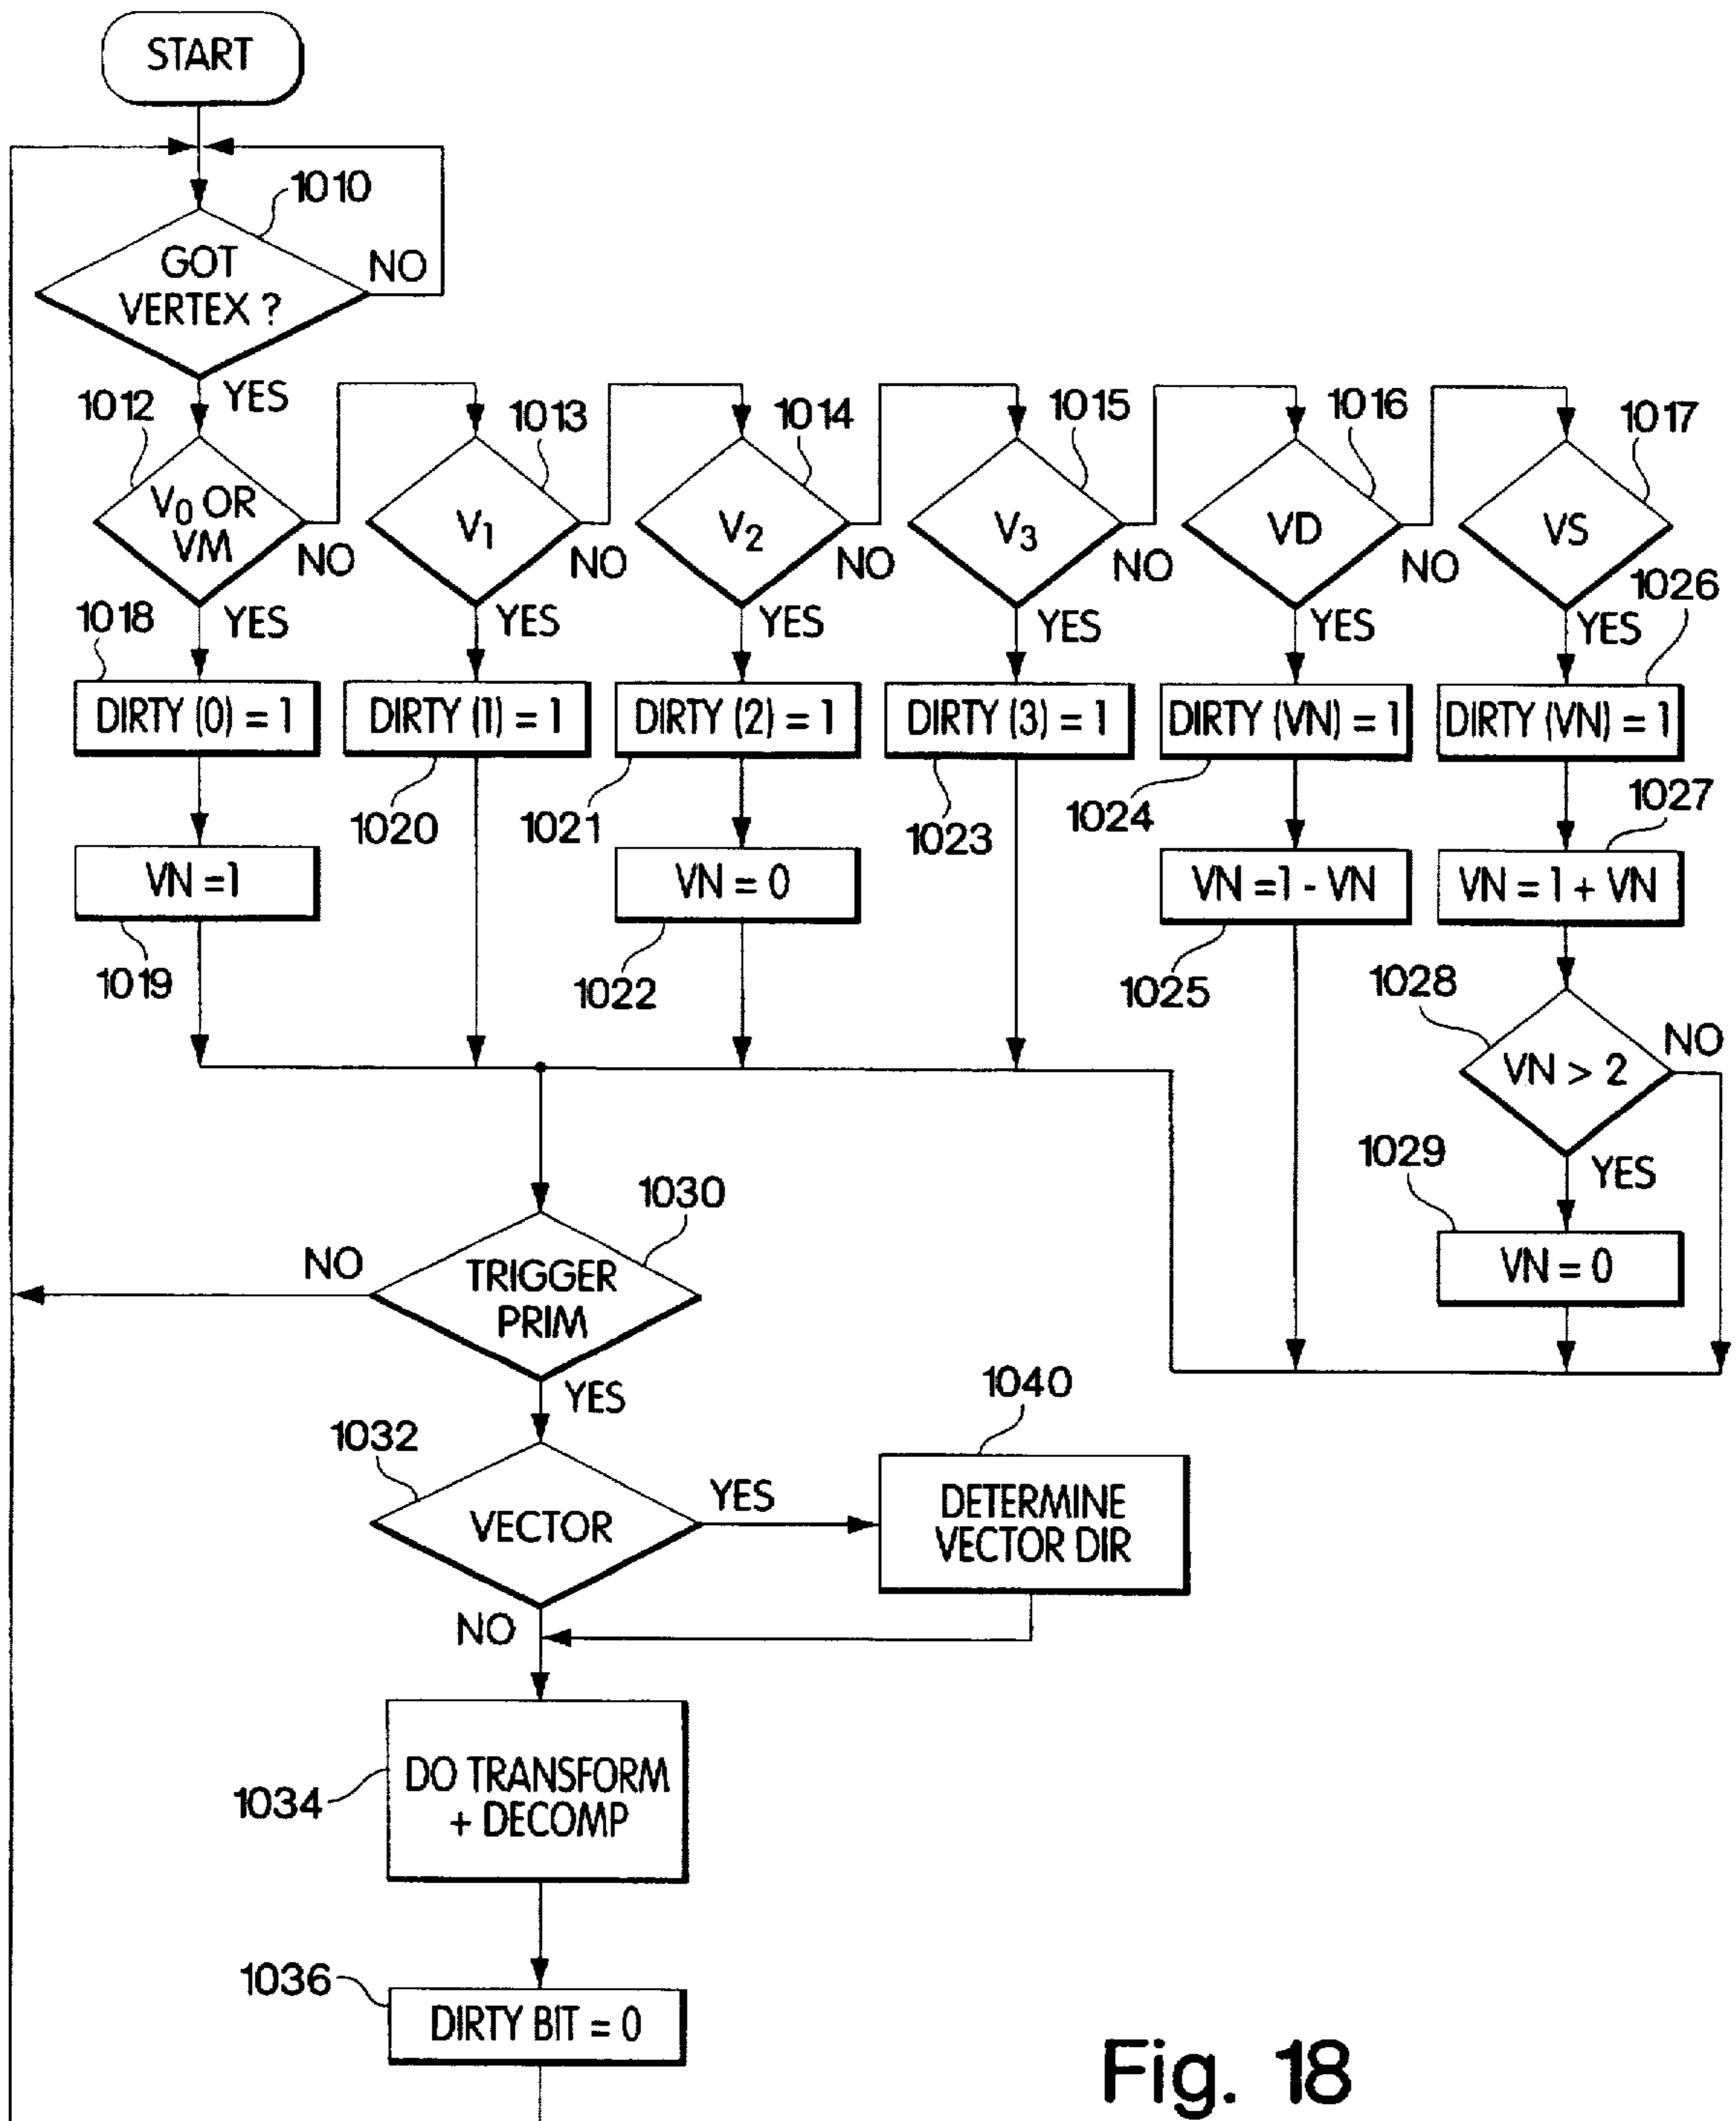 START
1010
GOT
VERTEX ?
NO
YES
1012
1013
1014
1015
1016
1017
V0 OR
VM
V1
V2
V3
VD
VS
NO
NO
NO
NO
NO
YES
YES
YES
YES
YES
YES
1018
1026
DIRTY (0) = 1
DIRTY (1) = 1
DIRTY (2) = 1
DIRTY (3) = 1
DIRTY (VN) = 1
DIRTY (VN) = 1
1020
1021
1023
1024
1027
VN =1
VN = 0
VN =1 - VN
VN = 1 + VN
1019
1022
1025
1028
VN > 2
NO
YES
1029
VN = 0
1030
TRIGGER
PRIM
NO
YES
1032
VECTOR
YES
1040
DETERMINE
VECTOR DIR
NO
1034
DO TRANSFORM
+ DECOMP
1036
DIRTY BIT = 0
Fig. 18